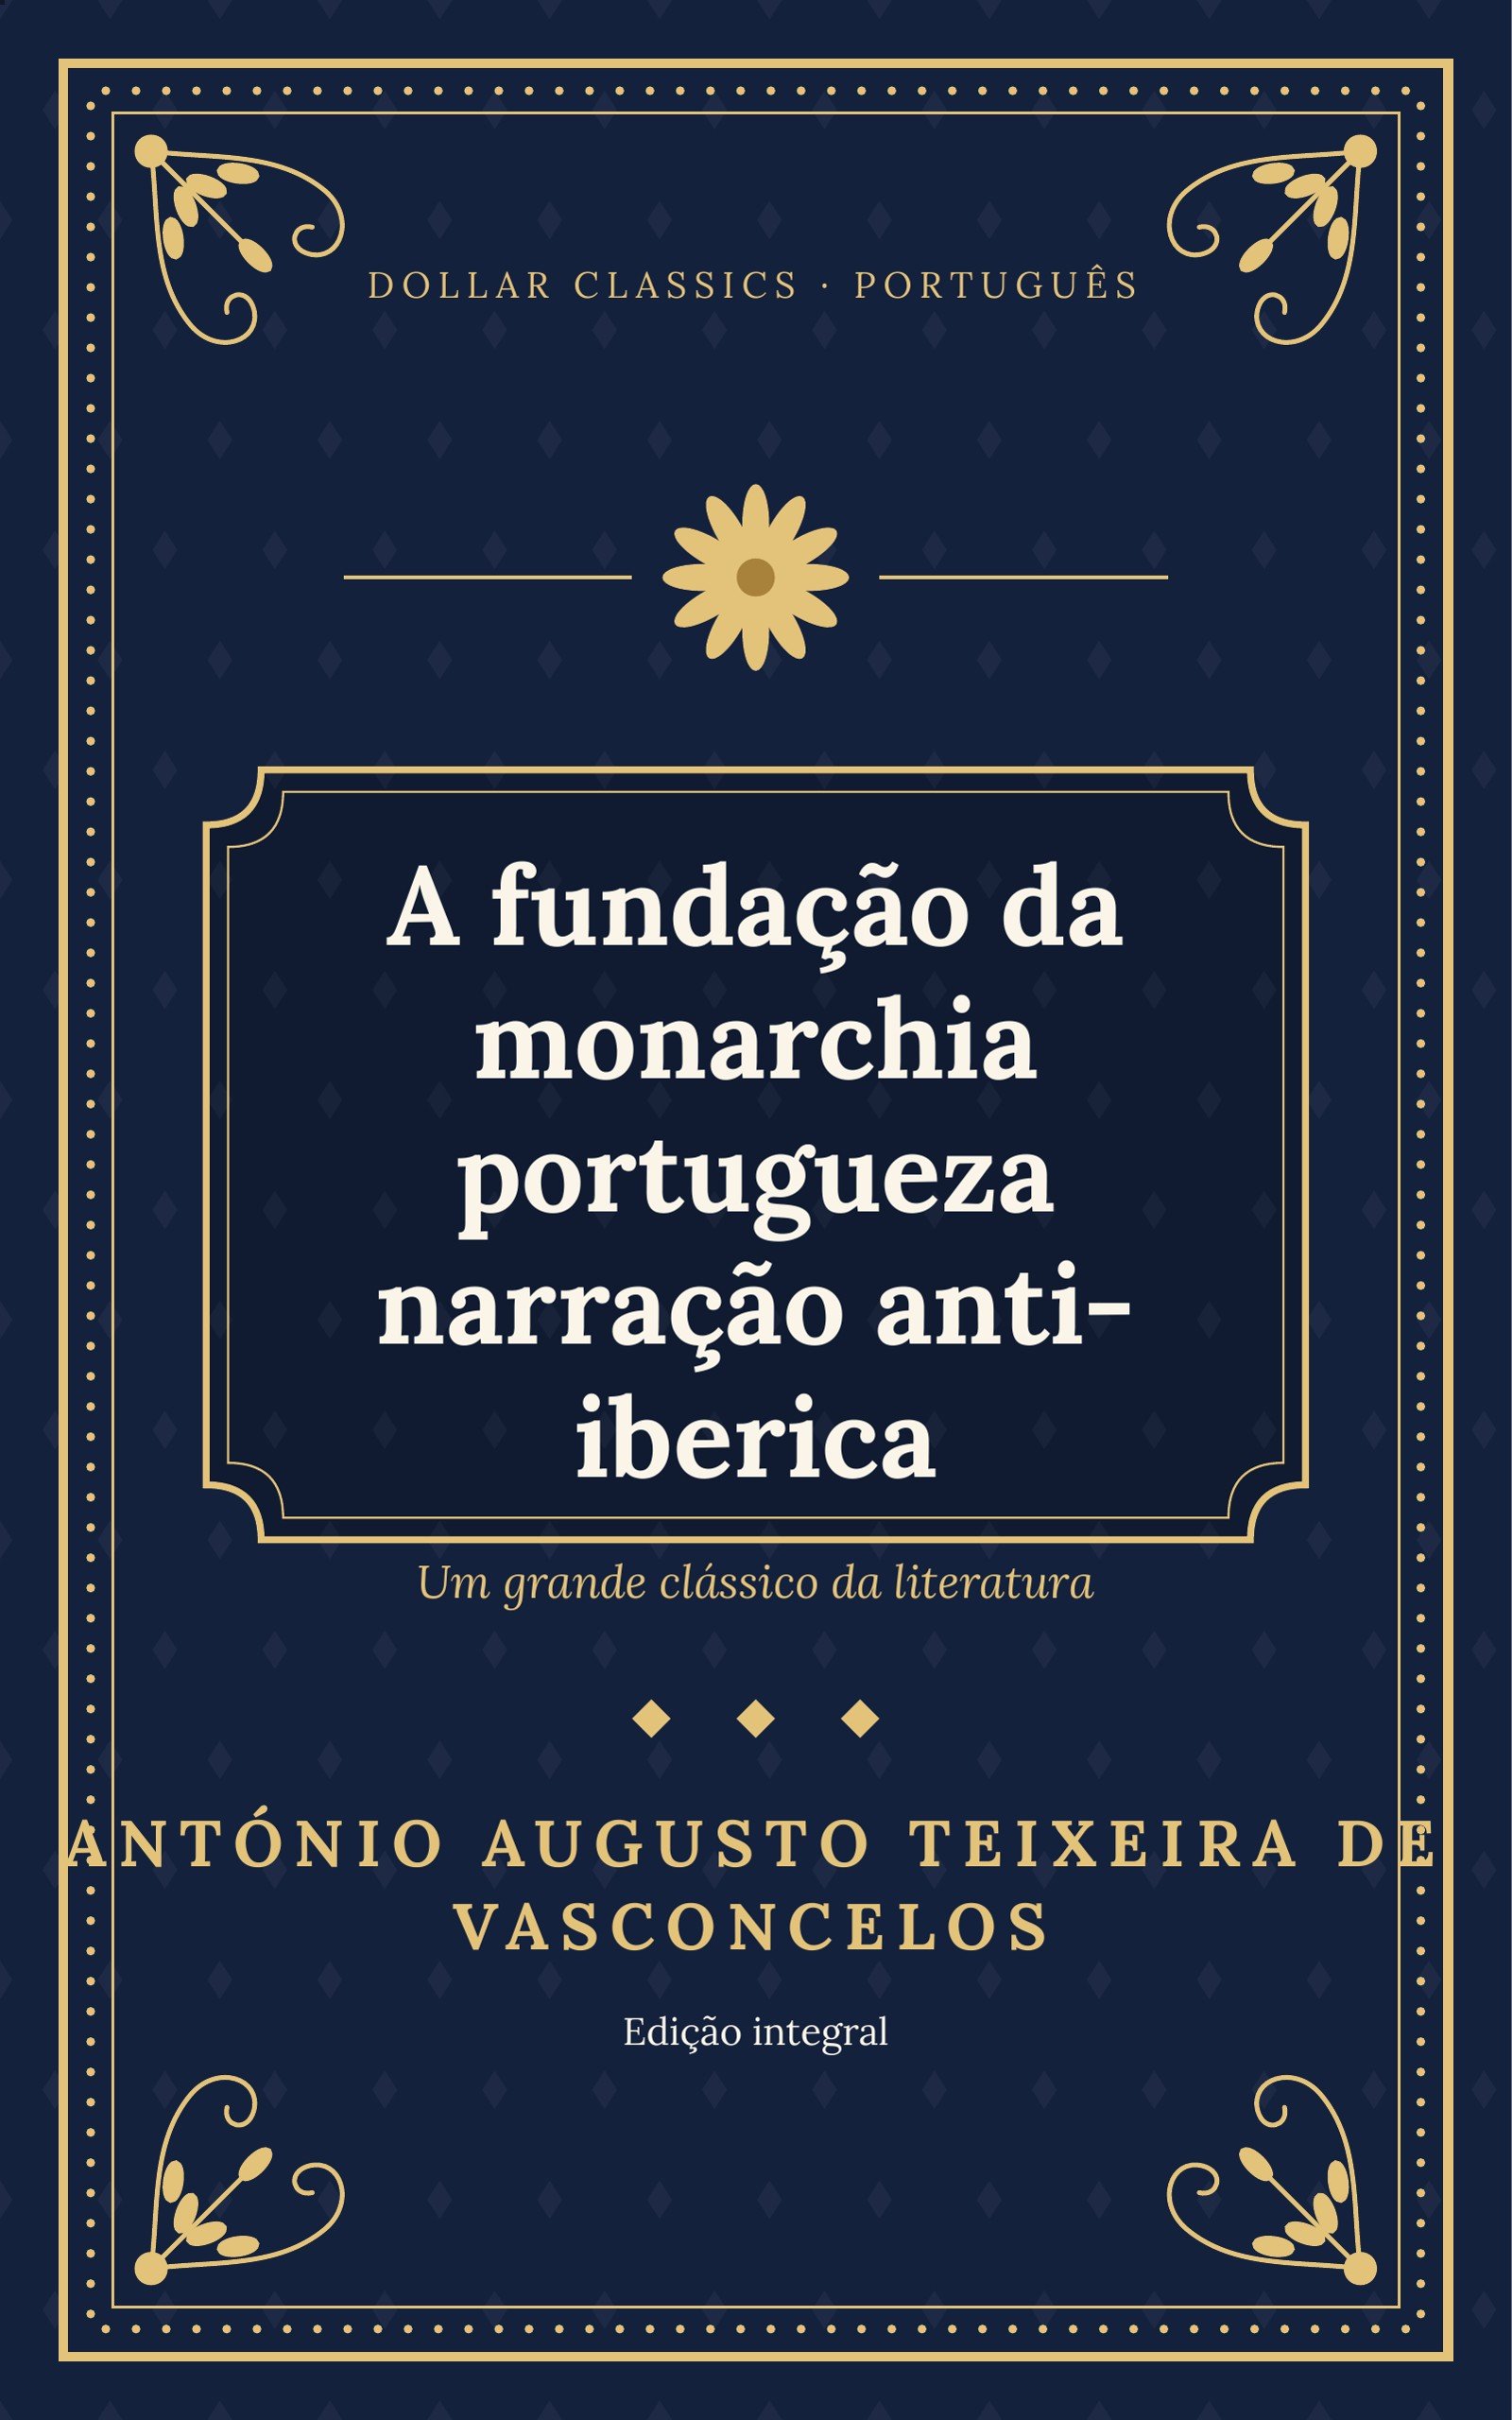 DOLLAR CLASSICS · PORTUGUÊS
A fundação da
monarchia
portugueza
narração anti-
iberica
Um grande clássico da literatura
ANTÓNIO AUGUSTO TEIXEIRA DE
VASCONCELOS
Edição integral